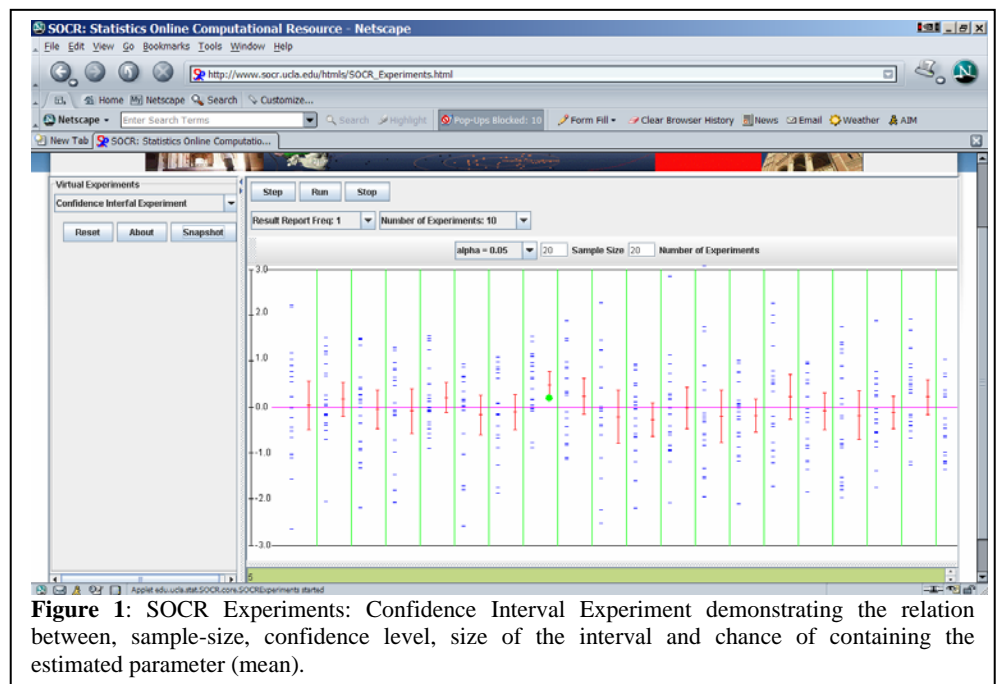 SOCR: Statistics Online Computational Resource - Netscape
File Edit View Go Bookmarks Tools Window Help
http://www.socr.ucla.edu/htmls/SOCR_Experiments.html
Home My Netscape Search Customize...
Netscape Enter Search Terms Search Highlight Pop-Ups Blocked: 10 Form Fill Clear Browser History News Email Weather AIM
New Tab SOCR: Statistics Online Computatio...
Virtual Experiments
Confidence Interfal Experiment
Reset About Snapshot
Step Run Stop
Result Report Freq: 1 Number of Experiments: 10
alpha = 0.05 20 Sample Size 20 Number of Experiments
3.0
2.0
1.0
0.0
-1.0
-2.0
-3.0
5
Applet edu.ucla.stat.SOCR.core.SOCRExperiments started
Figure 1: SOCR Experiments: Confidence Interval Experiment demonstrating the relation
between, sample-size, confidence level, size of the interval and chance of containing the
estimated parameter (mean).